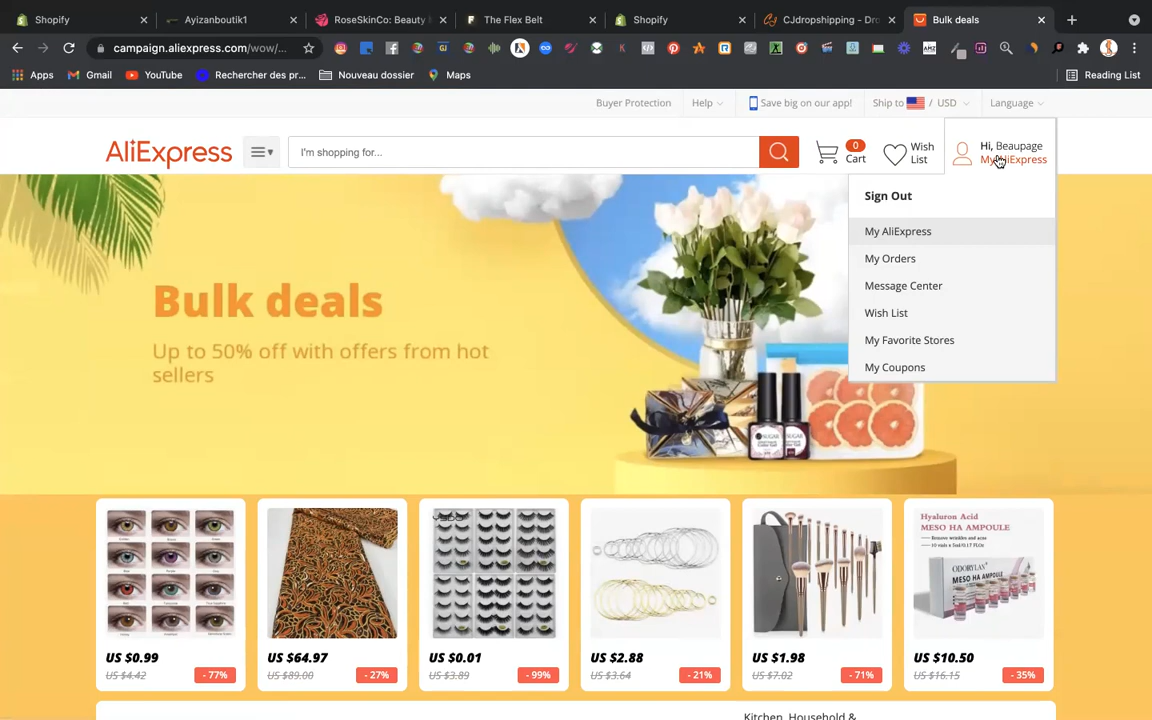 Shopify
Ayizanboutik1
RoseSkinCo: Beauty
The Flex Belt
Shopify
CJdropshipping - Dro
Bulk deals
campaign.aliexpress.com/wow/...
Apps
Gmail
YouTube
Rechercher des pr...
Nouveau dossier
Maps
Reading List
Buyer Protection
Help
Save big on our app!
Ship to / USD
Language
AliExpress
I'm shopping for...
0
Cart
Wish
List
Hi, Beaupage
My AliExpress
Sign Out
My AliExpress
My Orders
Message Center
Wish List
My Favorite Stores
My Coupons
Bulk deals
Up to 50% off with offers from hot
sellers
Hyaluron Acid
MESO HA AMPOULE
ODORYLAX
MESO HA AMPOULE
US $0.99
US $4.42
- 77%
US $64.97
US $89.00
- 27%
US $0.01
US $3.89
- 99%
US $2.88
US $3.64
- 21%
US $1.98
US $7.02
- 71%
US $10.50
US $16.15
- 35%
Kitchen, Household &